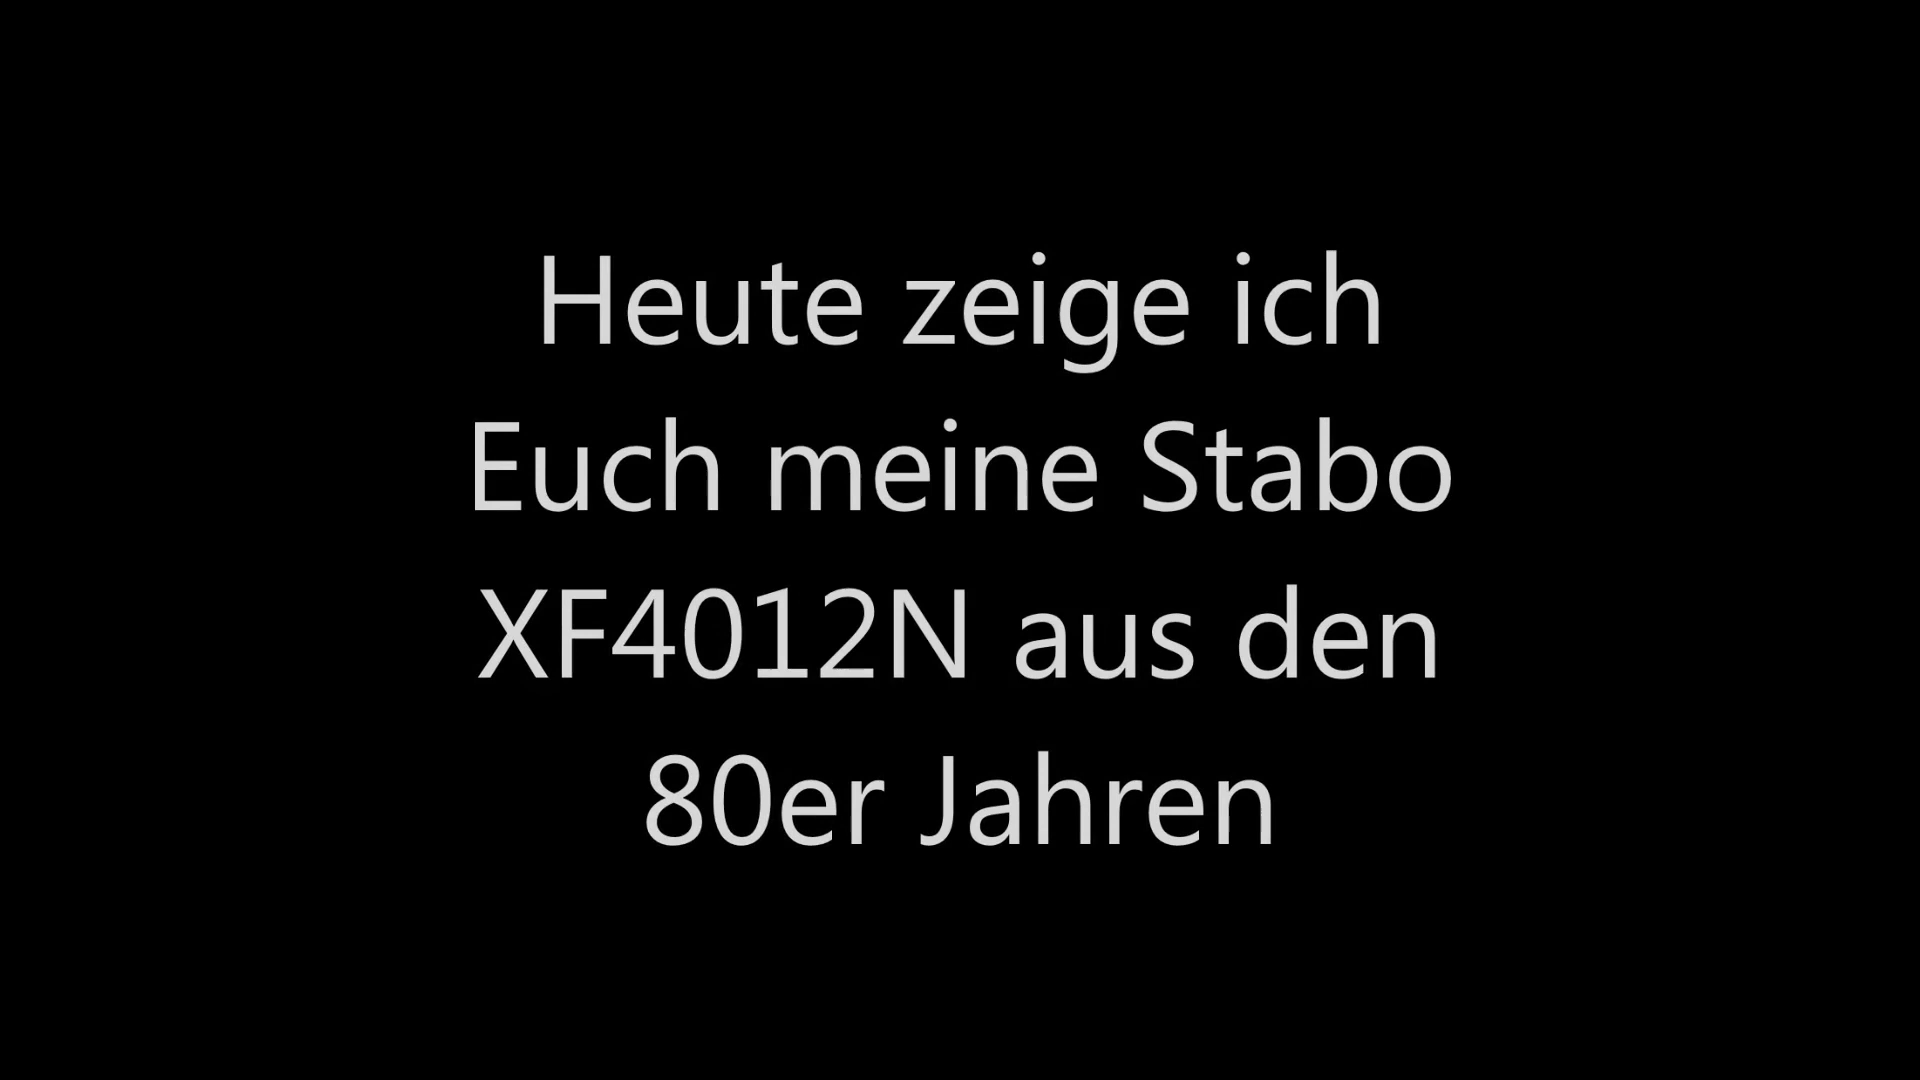 Heute zeige ich
Euch meine Stabo
XF4012N aus den
80er Jahren